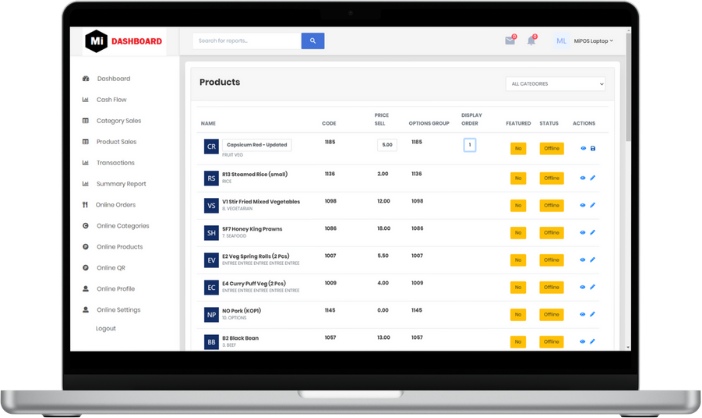 Mi DASHBOARD
Search for reports...
ML MiPOS Laptop
Dashboard
Cash Flow
Category Sales
Product Sales
Transactions
Summary Report
Online Orders
Online Categories
Online Products
Online QR
Online Profile
Online Settings
Logout
Products
ALL CATEGORIES
NAME CODE PRICE SELL OPTIONS GROUP DISPLAY ORDER FEATURED STATUS ACTIONS
CR Capcicum Red - Updated 1185 5.00 1185 1 No Offline
FRUIT VEG
RS R13 Steamed Rice (small) 1136 2.00 1136 No Offline
RICE
VS V1 Stir Fried Mixed Vegetables 1098 12.00 1098 No Offline
VEGETARIAN
SH SF7 Honey King Prawns 1086 18.00 1086 No Offline
SEAFOOD
EV E2 Veg Spring Rolls (2 Pcs) 1007 5.50 1007 No Offline
ENTREE ENTREE ENTREE ENTREE ENTREE
EC E4 Curry Puff Veg (2 Pcs) 1009 4.00 1009 No Offline
ENTREE ENTREE ENTREE ENTREE ENTREE
NP NO Pork (KOPI) 1145 0.00 1145 No Offline
OPTIONS
BB B2 Black Bean 1057 13.00 1057 No Offline
BEEF